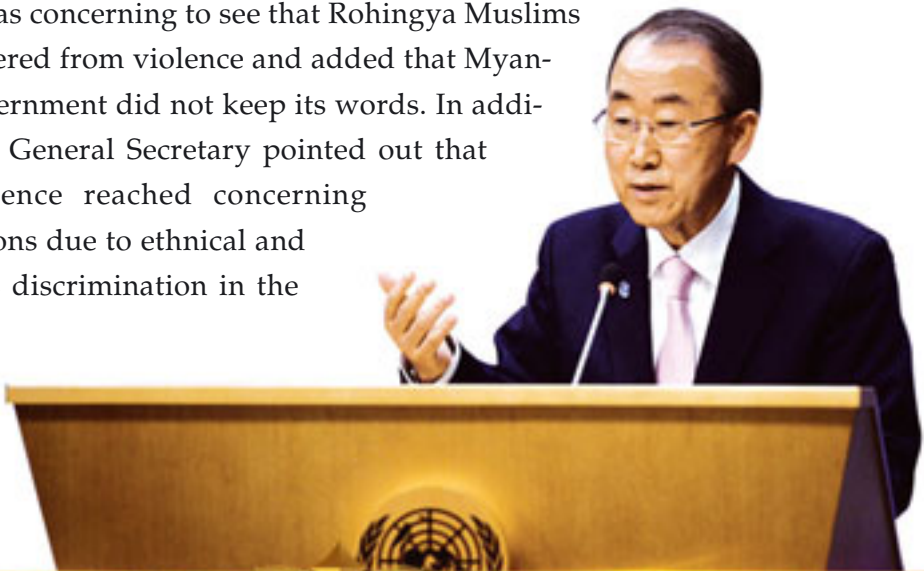 as concerning to see that Rohingya Muslims
ered from violence and added that Myan-
ernment did not keep its words. In addi-
General Secretary pointed out that
ence reached concerning
ons due to ethnical and
discrimination in the